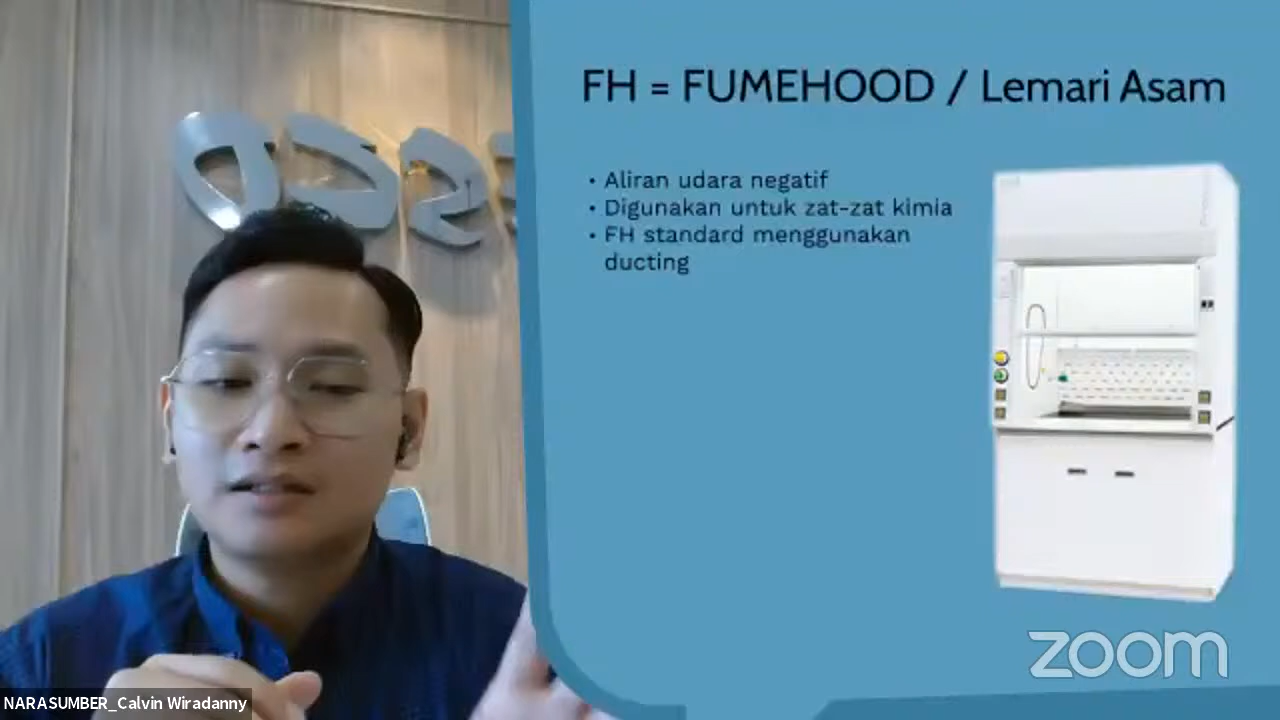 FH = FUMEHOOD / Lemari Asam
• Aliran udara negatif
• Digunakan untuk zat-zat kimia
• FH standard menggunakan
ducting
zoom
NARASUMBER_Calvin Wiradanny